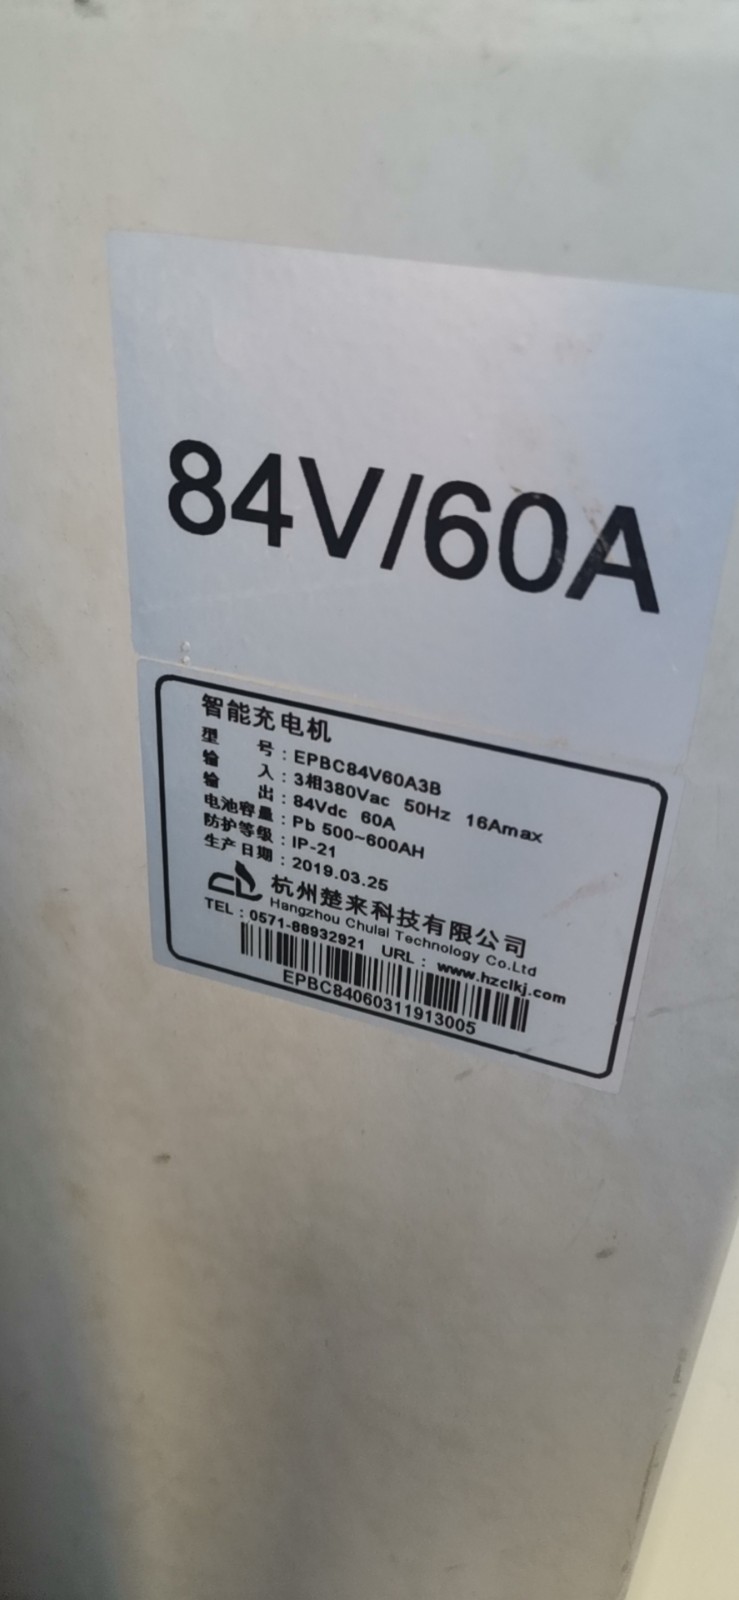 84V/60A
智能充电机
型 号：EPBC84V60A3B
输 入：3相380Vac 50Hz 16Amax
输 出：84Vdc 60A
电池容量：Pb 500~600AH
防护等级：IP-21
生产日期：2019.03.25
杭州楚来科技有限公司
Hangzhou Chulai Technology Co.Ltd
TEL：0571-88932921 URL：www.hzclkj.com
EPBC84060311913005